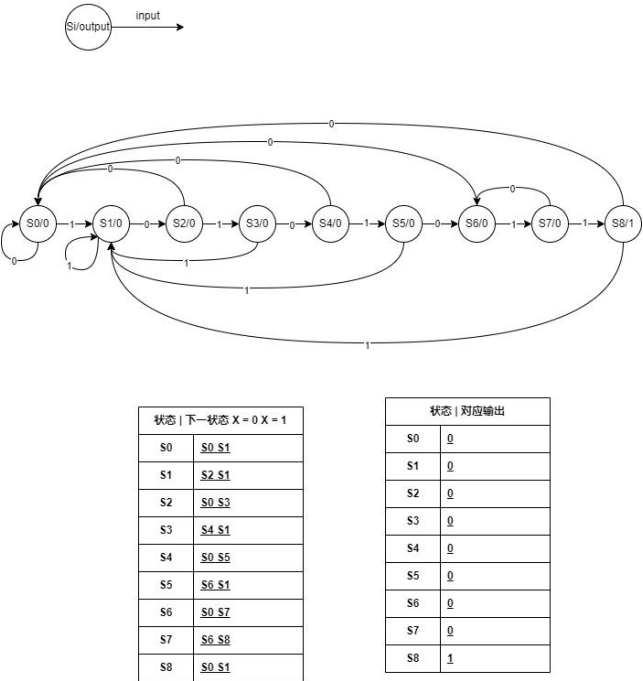 Si/output
input
0
0
0
0
0
S0/0
1
S1/0
0
S2/0
1
S3/0
0
S4/0
1
S5/0
0
S6/0
1
S7/0
1
S8/1
0
1
1
1
1
状态 | 下一状态 X = 0 X = 1
S0 S0 S1
S1 S2 S1
S2 S0 S3
S3 S4 S1
S4 S0 S5
S5 S6 S1
S6 S0 S7
S7 S6 S8
S8 S0 S1
状态 | 对应输出
S0 0
S1 0
S2 0
S3 0
S4 0
S5 0
S6 0
S7 0
S8 1